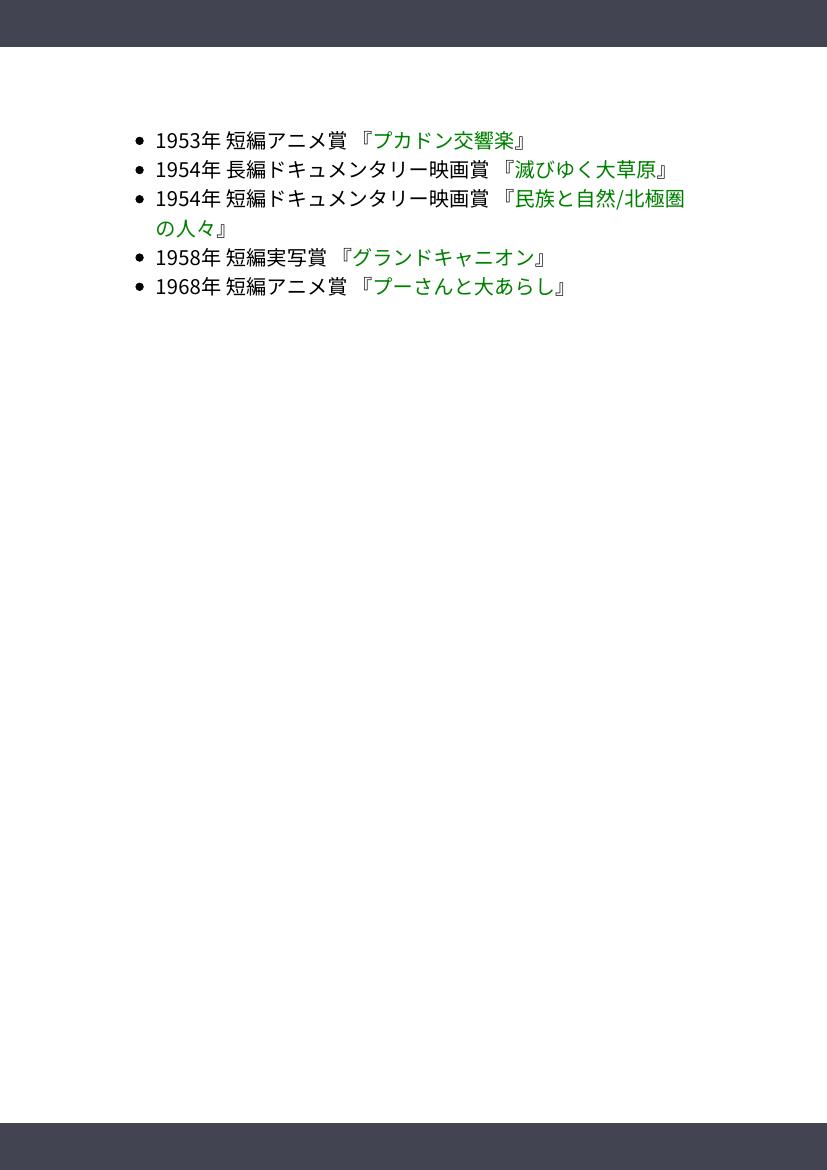 • 1953年 短編アニメ賞 『プカドン交響楽』
• 1954年 長編ドキュメンタリー映画賞 『滅びゆく大草原』
• 1954年 短編ドキュメンタリー映画賞 『民族と自然/北極圏
の人々』
• 1958年 短編実写賞 『グランドキャニオン』
• 1968年 短編アニメ賞 『プーさんと大あらし』